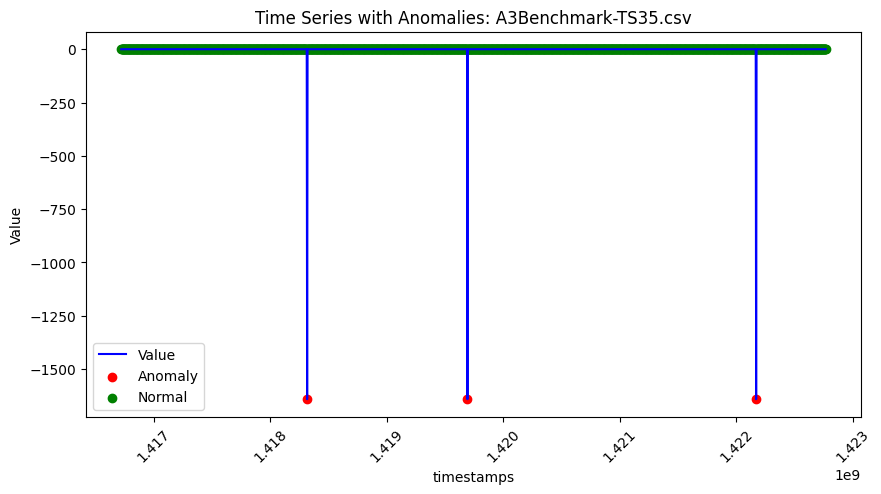 Time Series with Anomalies: A3Benchmark-TS35.csv
Value
0
−250
−500
−750
−1000
−1250
−1500
Value
Anomaly
Normal
1.417
1.418
1.419
1.420
1.421
1.422
1.423
1e9
timestamps